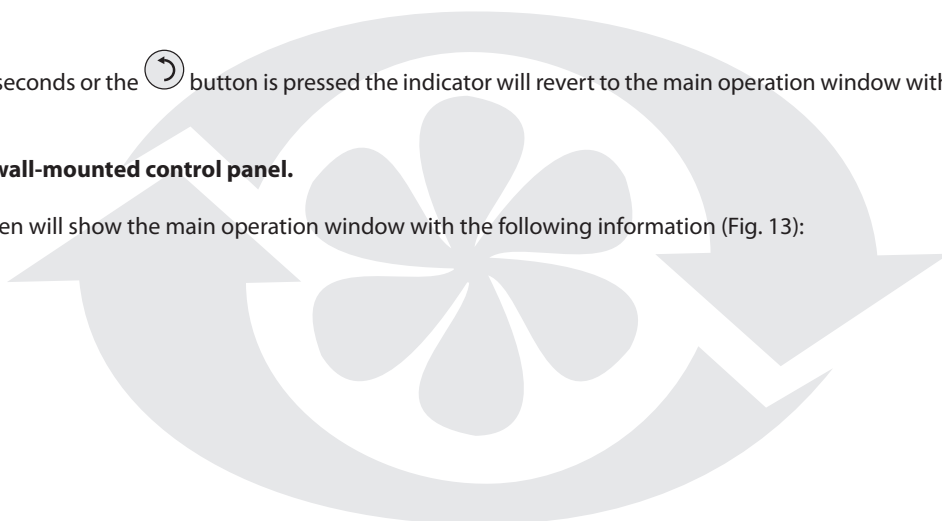 seconds or the button is pressed the indicator will revert to the main operation window with
wall-mounted control panel.
en will show the main operation window with the following information (Fig. 13):